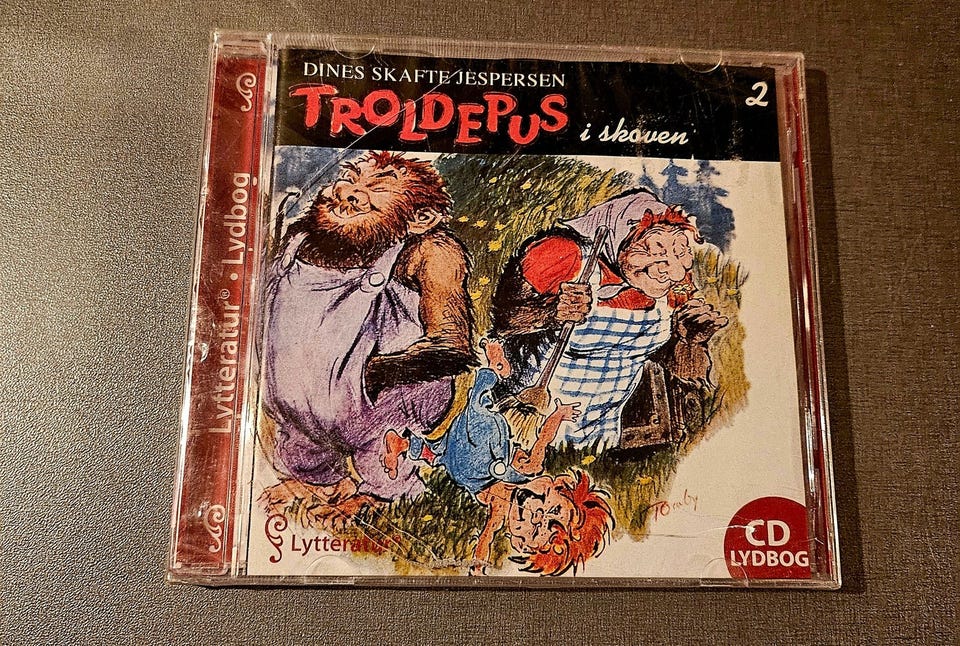 DINES SKAFTE JESPERSEN
TROLDEPUS i skoven
2
Lytteratur® • Lydbog
Lytteratur
CD
LYDBOG